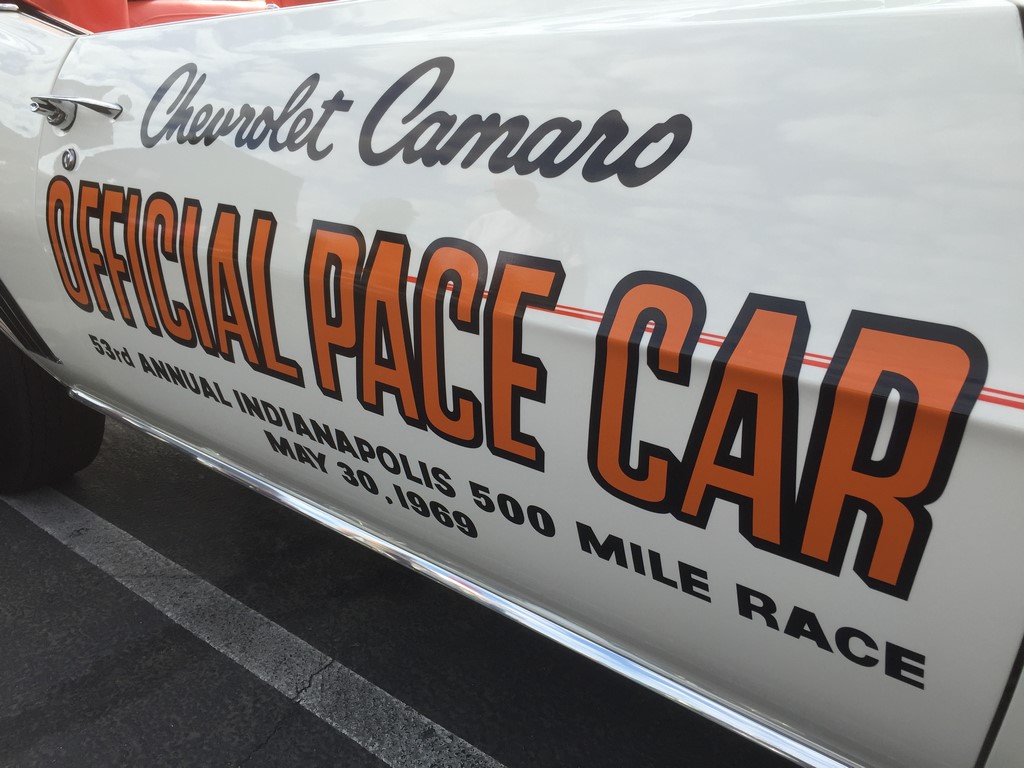 Chevrolet Camaro
OFFICIAL PACE CAR
53rd ANNUAL INDIANAPOLIS 500 MILE RACE
MAY 30, 1969